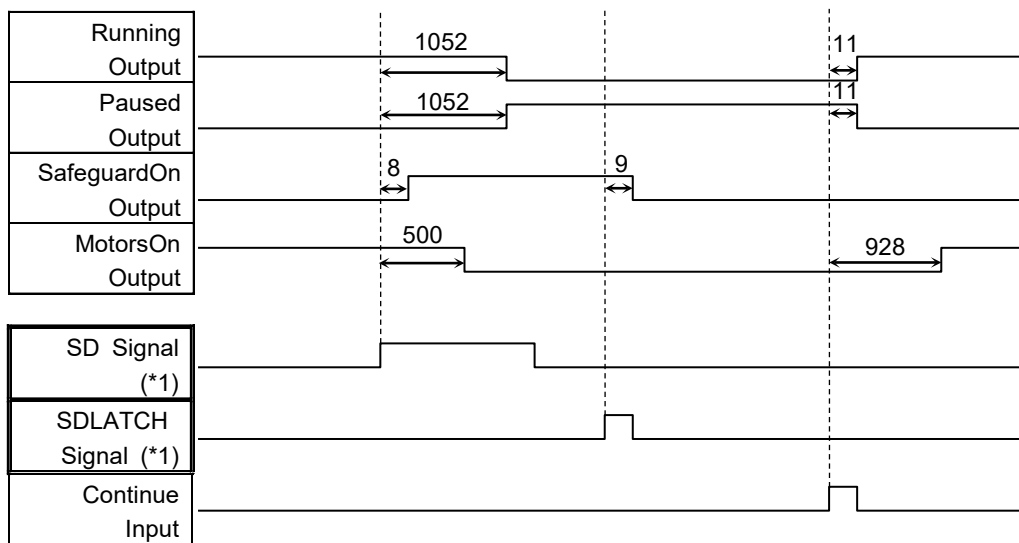 Running
Output
1052
11
Paused
Output
1052
11
SafeguardOn
Output
8
9
MotorsOn
Output
500
928
SD Signal
(*1)
SDLATCH
Signal (*1)
Continue
Input